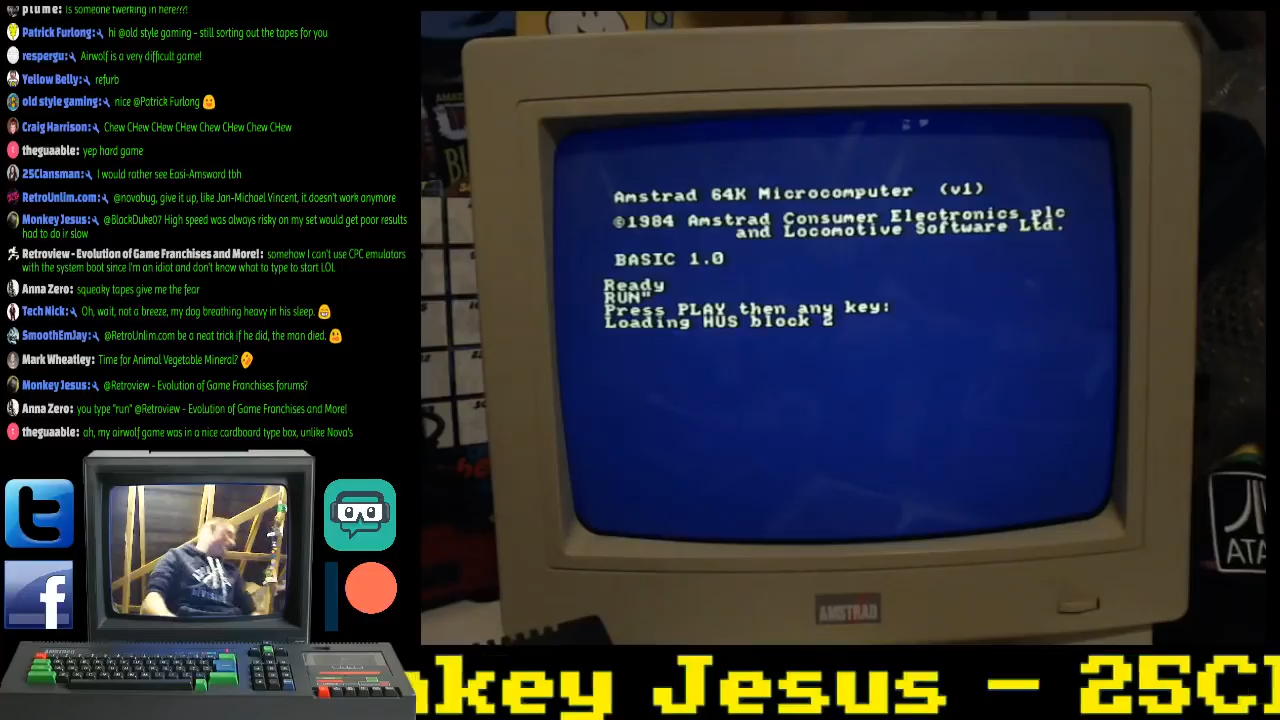 plume: Is someone twerking in here???!
Patrick Furlong: hi @old style gaming - still sorting out the tapes for you
respergu: Airwolf is a very difficult game!
Yellow Belly: refurb
old style gaming: nice @Patrick Furlong
Craig Harrison: Chew CHew CHew CHew Chew CHew Chew CHew
theguaable: yep hard game
25Clansman: I would rather see Easi-Amsword tbh
RetroUnlim.com: @novabug, give it up, like Jan-Michael Vincent, it doesn't work anymore
Monkey Jesus: @BlackDuke07 High speed was always risky on my set would get poor results
had to do ir slow
Retroview - Evolution of Game Franchises and More!: somehow I can't use CPC emulators
with the system boot since I'm an idiot and don't know what to type to start LOL
Anna Zero: squeaky tapes give me the fear
Tech Nick: Oh, wait, not a breeze, my dog breathing heavy in his sleep.
SmoothEmJay: @RetroUnlim.com be a neat trick if he did, the man died.
Mark Wheatley: Time for Animal Vegetable Mineral?
Monkey Jesus: @Retroview - Evolution of Game Franchises forums?
Anna Zero: you type "run" @Retroview - Evolution of Game Franchises and More!
theguaable: ah, my airwolf game was in a nice cardboard type box, unlike Nova's
Amstrad 64K Microcomputer (v1)
©1984 Amstrad Consumer Electronics plc
and Locomotive Software Ltd.
BASIC 1.0
Ready
RUN"
Press PLAY then any key:
Loading HUS block 2
AMSTRAD
ATA
nkey Jesus - 25Cl